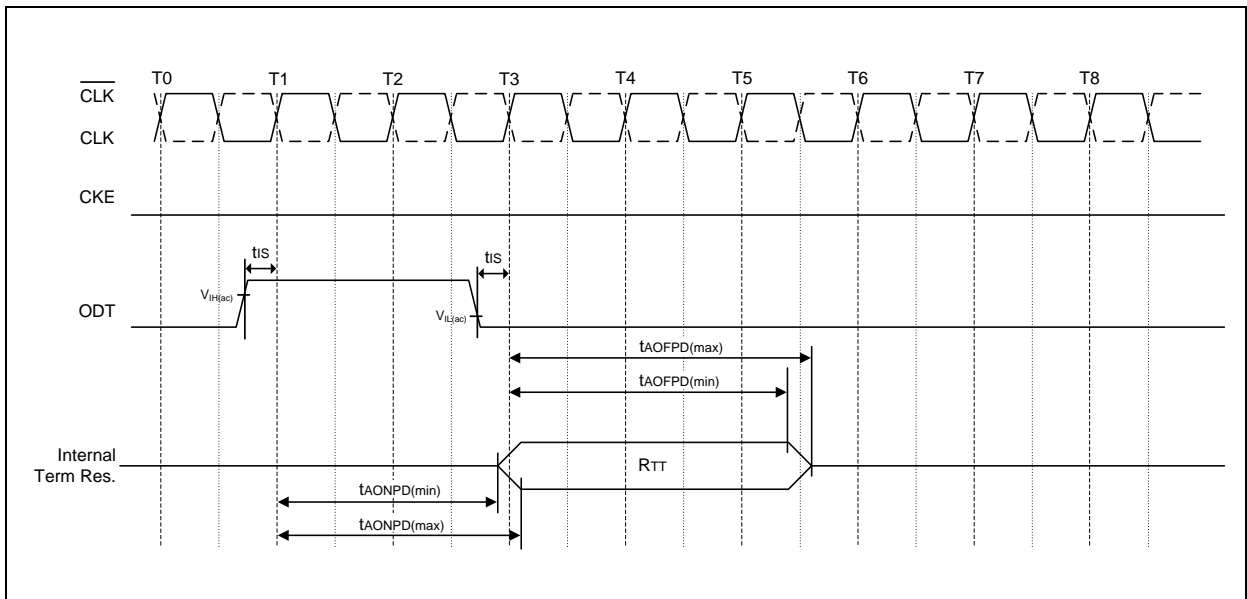 T0 T1 T2 T3 T4 T5 T6 T7 T8
CLK
CLK
CKE
tIS
tIS
VIH(ac)
ODT
VIL(ac)
tAOFPD(max)
tAOFPD(min)
Internal
Term Res.
RTT
tAONPD(min)
tAONPD(max)